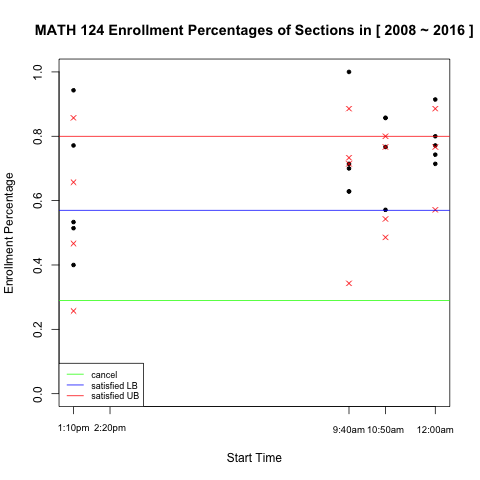 MATH 124 Enrollment Percentages of Sections in [ 2008 ~ 2016 ]
Enrollment Percentage
1.0
0.8
0.6
0.4
0.2
0.0
cancel
satisfied LB
satisfied UB
1:10pm 2:20pm 9:40am 10:50am 12:00am
Start Time